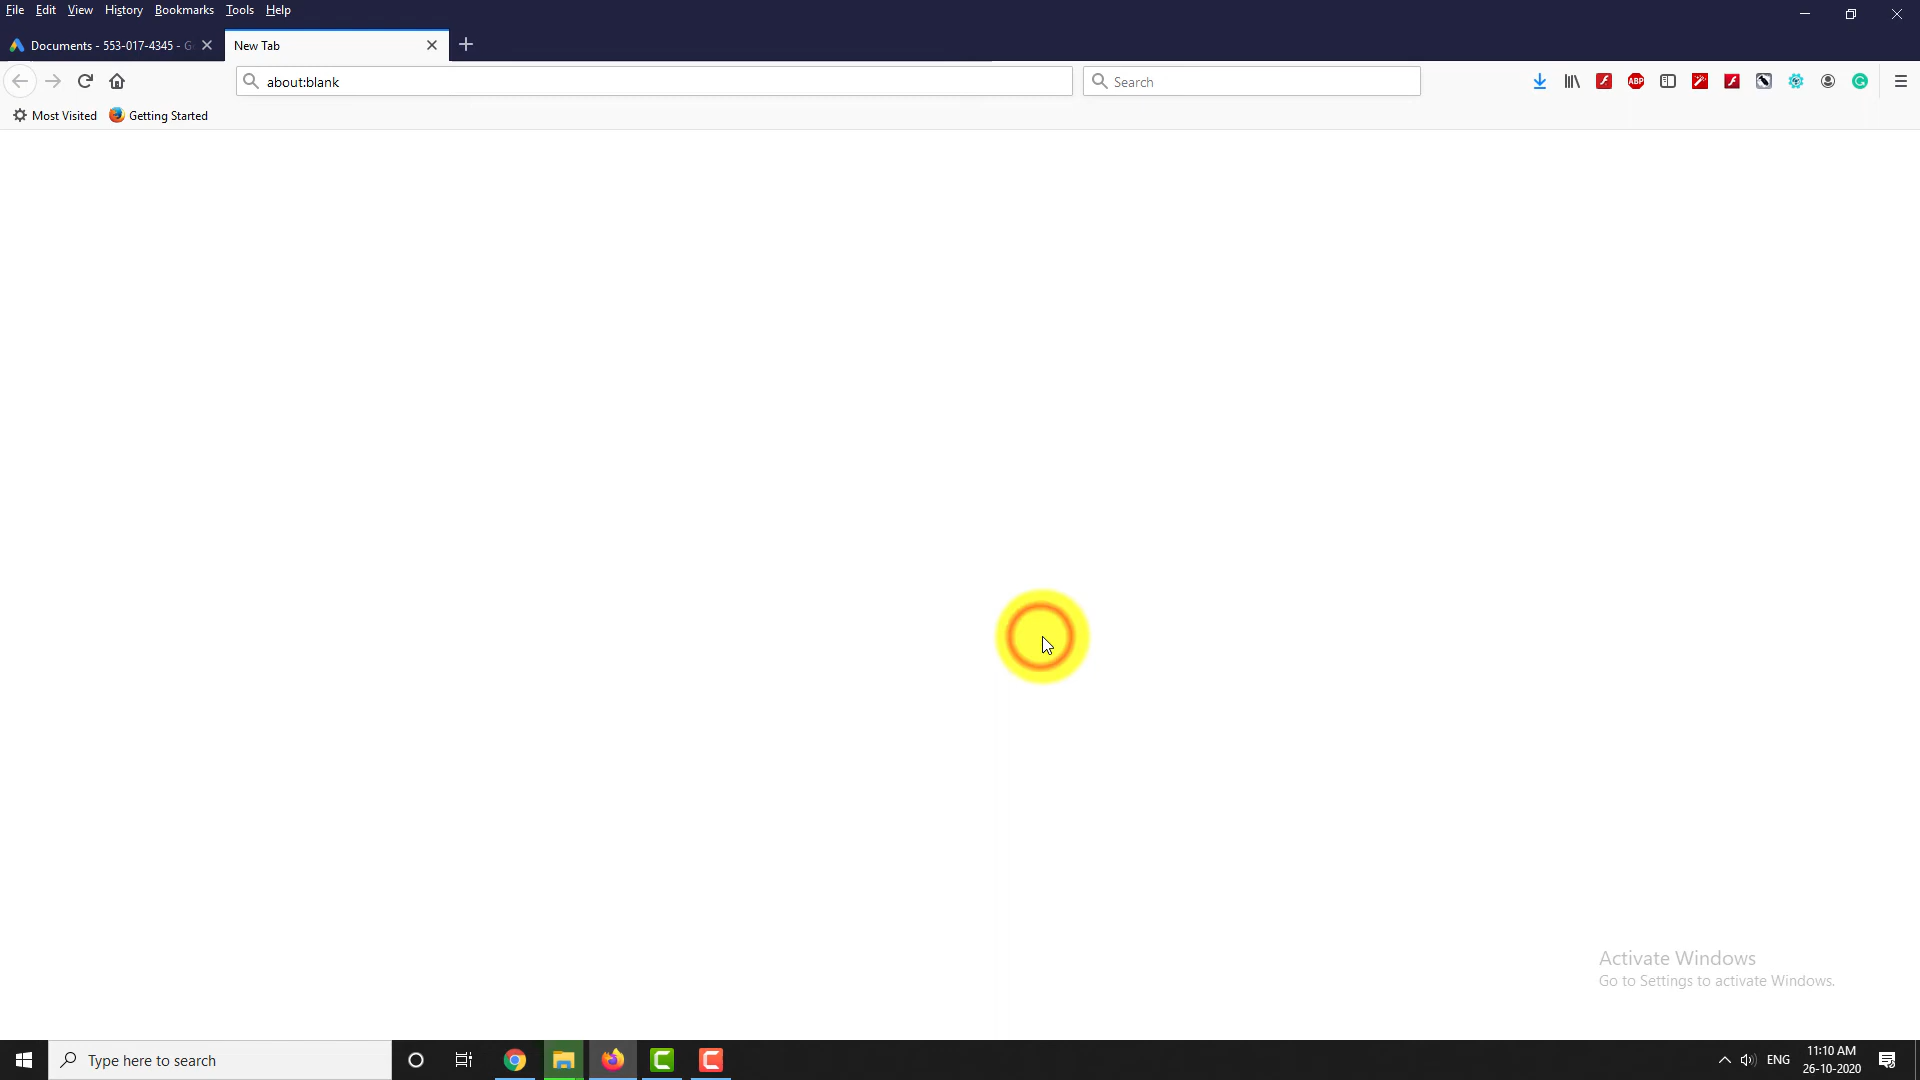 File Edit View History Bookmarks Tools Help
Documents - 553-017-4345 - G
New Tab
about:blank
Search
ABP
Most Visited
Getting Started
Activate Windows
Go to Settings to activate Windows.
Type here to search
ENG
11:10 AM
26-10-2020